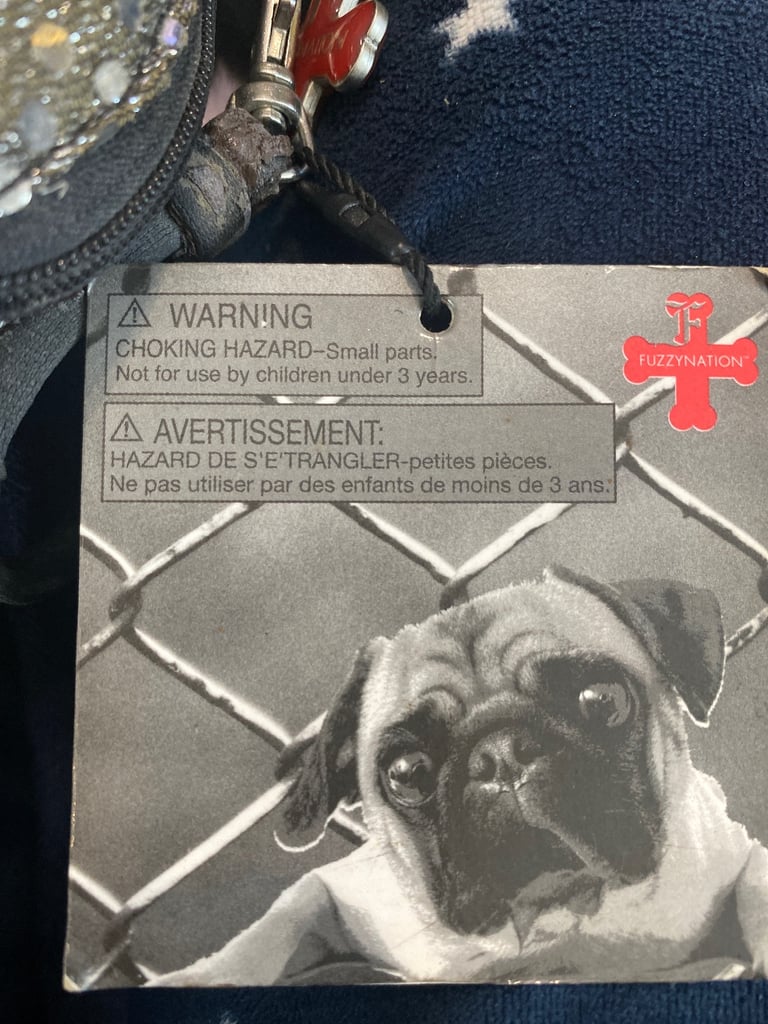 ⚠ WARNING
CHOKING HAZARD–Small parts.
Not for use by children under 3 years.
⚠ AVERTISSEMENT:
HAZARD DE S'E'TRANGLER-petites pièces.
Ne pas utiliser par des enfants de moins de 3 ans.
F
FUZZYNATION™